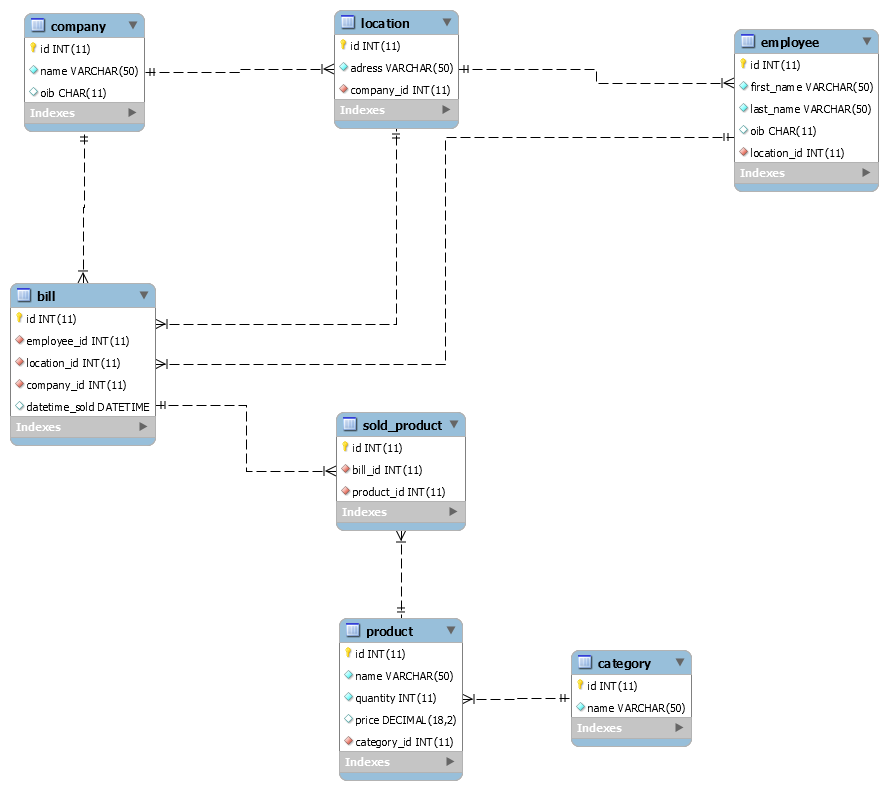 company
id INT(11)
name VARCHAR(50)
oib CHAR(11)
Indexes
location
id INT(11)
adress VARCHAR(50)
company_id INT(11)
Indexes
employee
id INT(11)
first_name VARCHAR(50)
last_name VARCHAR(50)
oib CHAR(11)
location_id INT(11)
Indexes
bill
id INT(11)
employee_id INT(11)
location_id INT(11)
company_id INT(11)
datetime_sold DATETIME
Indexes
sold_product
id INT(11)
bill_id INT(11)
product_id INT(11)
Indexes
product
id INT(11)
name VARCHAR(50)
quantity INT(11)
price DECIMAL(18,2)
category_id INT(11)
Indexes
category
id INT(11)
name VARCHAR(50)
Indexes